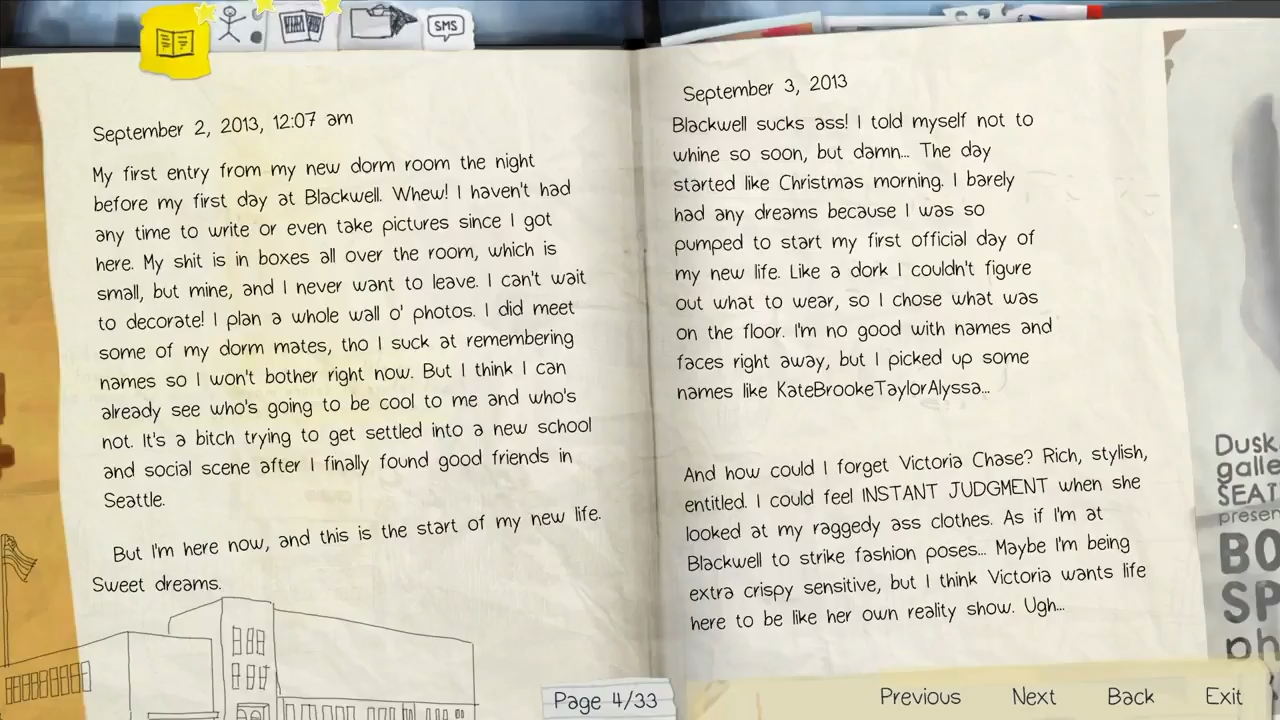 SMS
September 2, 2013, 12:07 am
My first entry from my new dorm room the night
before my first day at Blackwell. Whew! I haven't had
any time to write or even take pictures since I got
here. My shit is in boxes all over the room, which is
small, but mine, and I never want to leave. I can't wait
to decorate! I plan a whole wall o' photos. I did meet
some of my dorm mates, tho I suck at remembering
names so I won't bother right now. But I think I can
already see who's going to be cool to me and who's
not. It's a bitch trying to get settled into a new school
and social scene after I finally found good friends in
Seattle.
But I'm here now, and this is the start of my new life.
Sweet dreams.
September 3, 2013
Blackwell sucks ass! I told myself not to
whine so soon, but damn... The day
started like Christmas morning. I barely
had any dreams because I was so
pumped to start my first official day of
my new life. Like a dork I couldn't figure
out what to wear, so I chose what was
on the floor. I'm no good with names and
faces right away, but I picked up some
names like KateBrookeTaylorAlyssa...
And how could I forget Victoria Chase? Rich, stylish,
entitled. I could feel INSTANT JUDGMENT when she
looked at my raggedy ass clothes. As if I'm at
Blackwell to strike fashion poses... Maybe I'm being
extra crispy sensitive, but I think Victoria wants life
here to be like her own reality show. Ugh...
Dusk
galle
SEAT
presen
BO
SP
ph
Page 4/33
Previous
Next
Back
Exit